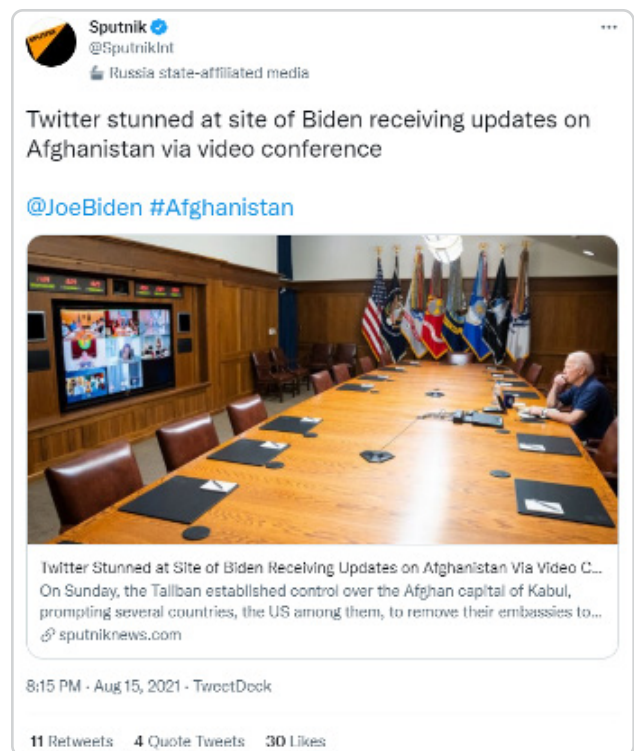 Sputnik
@SputnikInt
Russia state-affiliated media
Twitter stunned at site of Biden receiving updates on
Afghanistan via video conference
@JoeBiden #Afghanistan
Twitter Stunned at Site of Biden Receiving Updates on Afghanistan Via Video C...
On Sunday, the Taliban established control over the Afghan capital of Kabul,
prompting several countries, the US among them, to remove their embassies to...
sputniknews.com
8:15 PM · Aug 15, 2021 · TweetDeck
11 Retweets 4 Quote Tweets 30 Likes